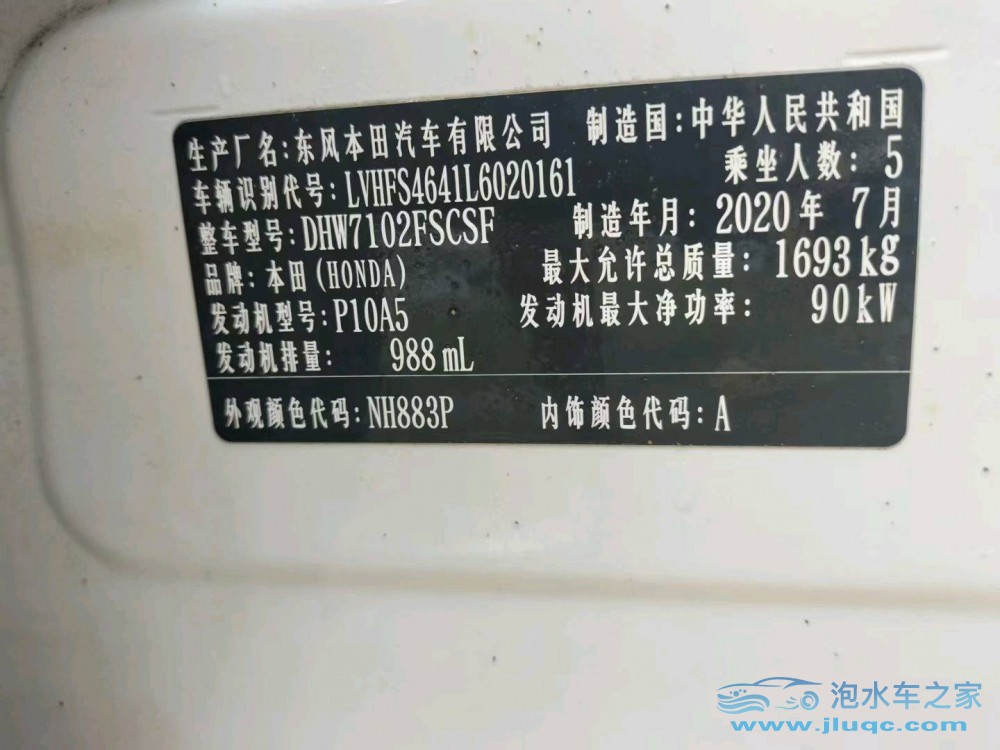 生产厂名:东风本田汽车有限公司 制造国:中华人民共和国
车辆识别代号:LVHFS4641L6020161 乘坐人数:5
整车型号:DHW7102FSCSF 制造年月:2020年7月
品牌:本田(HONDA) 最大允许总质量:1693kg
发动机型号:P10A5 发动机最大净功率:90kW
发动机排量:988mL
外观颜色代码:NH883P 内饰颜色代码:A
泡水车之家
www.jluqc.com